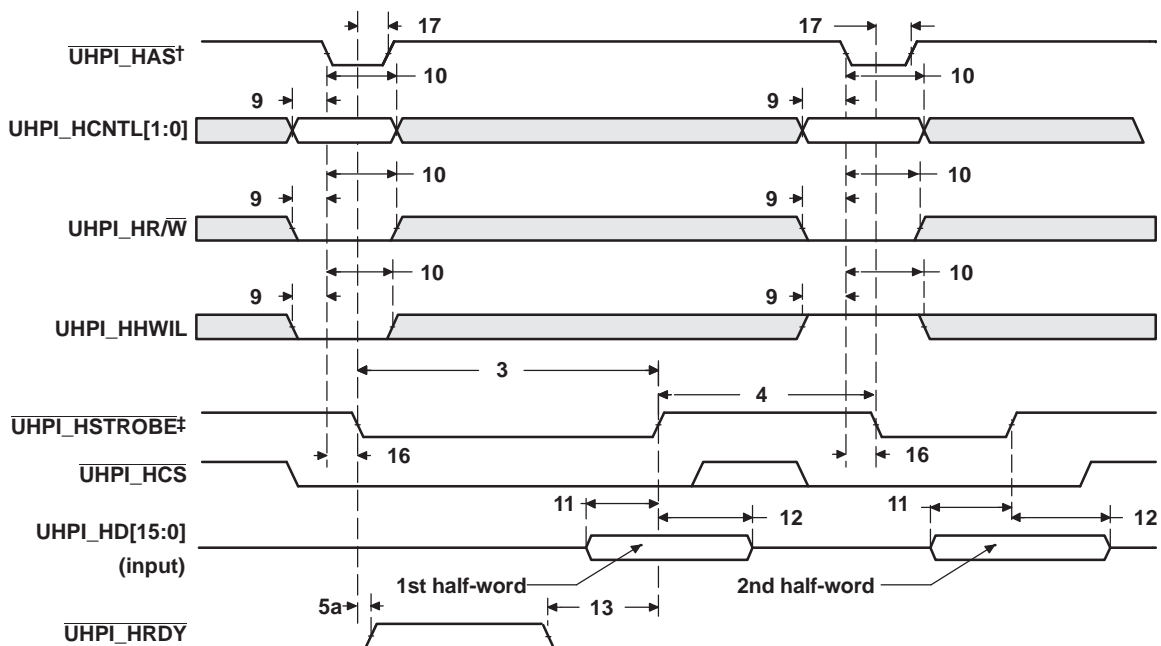 17 17
UHPI_HAS†
10 10
9 9
UHPI_HCNTL[1:0]
10 10
9 9
UHPI_HR/W
10 10
9 9
UHPI_HHWIL
3
4
UHPI_HSTROBE‡
16 16
UHPI_HCS
11 11
UHPI_HD[15:0] 12 12
(input)
1st half-word 2nd half-word
5a 13
UHPI_HRDY